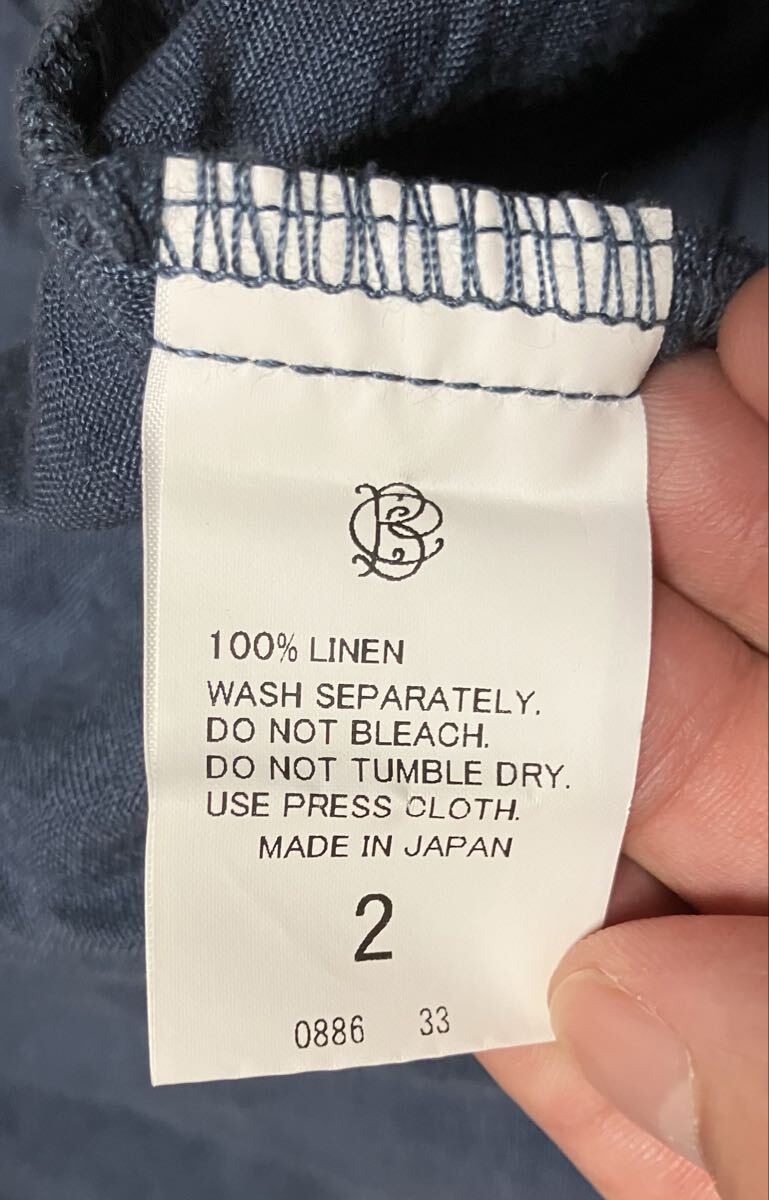 100% LINEN
WASH SEPARATELY.
DO NOT BLEACH.
DO NOT TUMBLE DRY.
USE PRESS CLOTH.
MADE IN JAPAN
2
0886 33